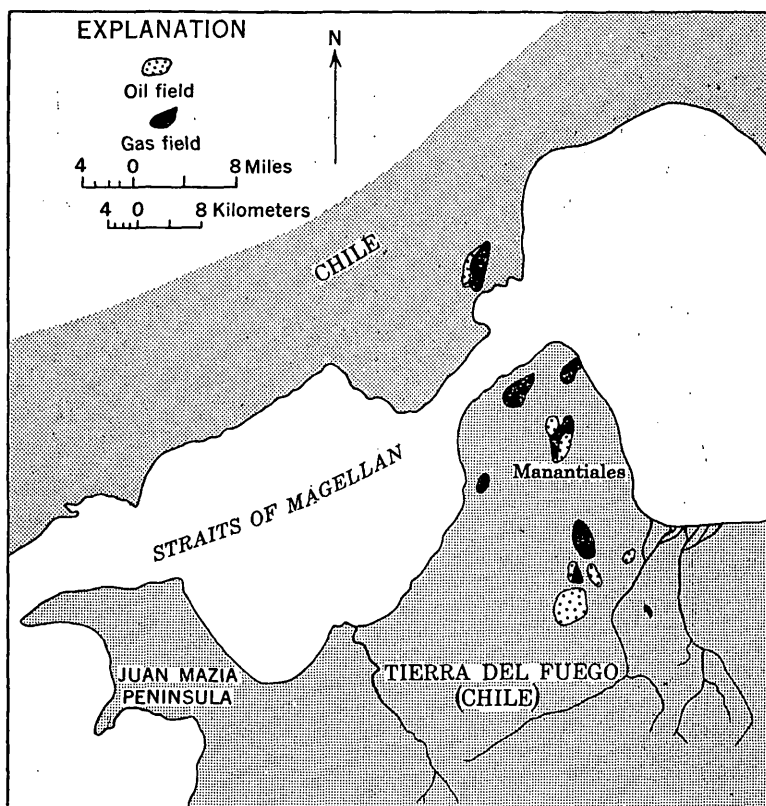 EXPLANATION
Oil field
Gas field
4 0 8 Miles
4 0 8 Kilometers
N
CHILE
STRAITS OF MAGELLAN
Manantiales
JUAN MAZIA
PENINSULA
TIERRA DEL FUEGO
(CHILE)